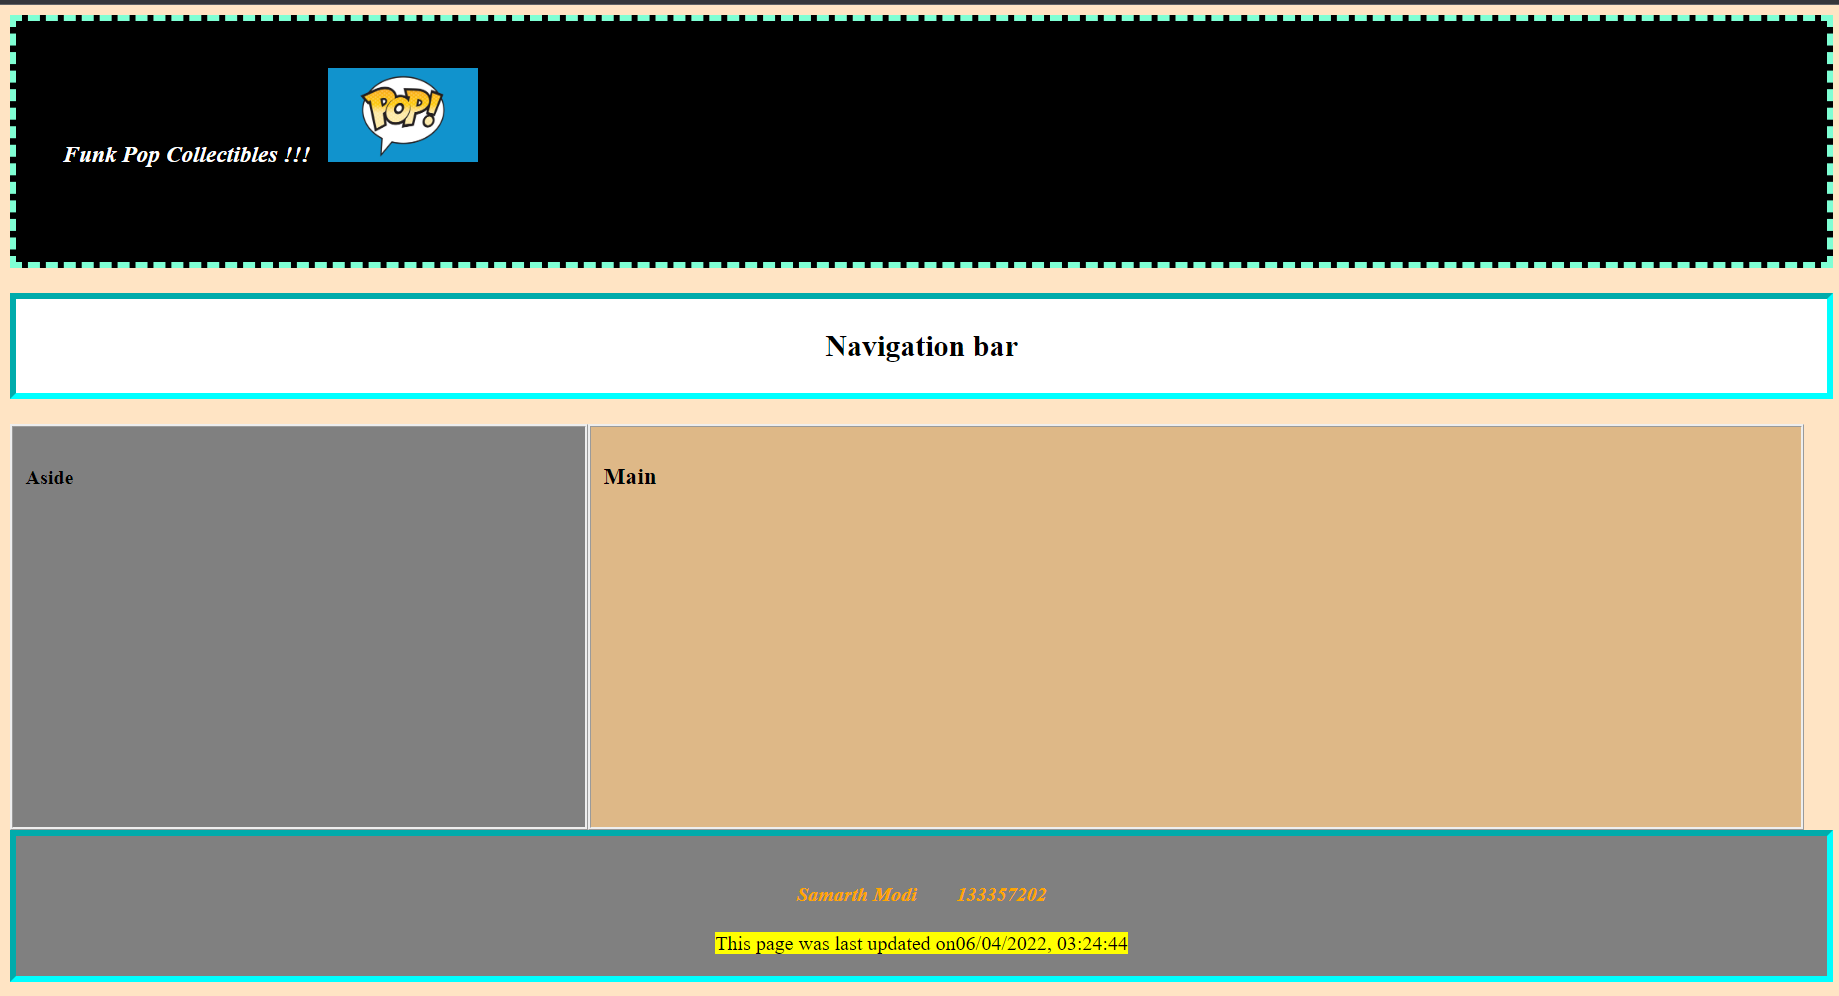 POP!
Funk Pop Collectibles !!!
Navigation bar
Aside
Main
Samarth Modi 133357202
This page was last updated on06/04/2022, 03:24:44